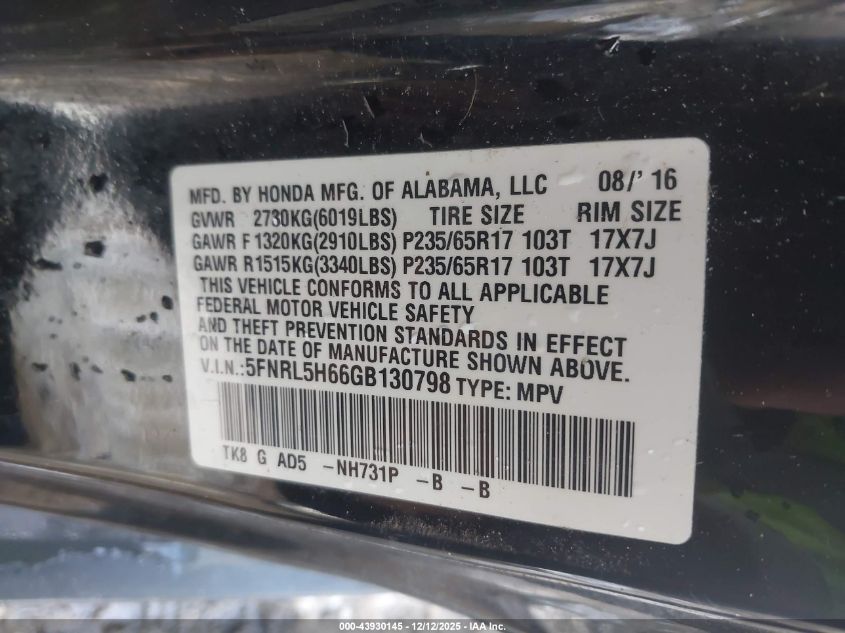 MFD. BY HONDA MFG. OF ALABAMA, LLC 08/' 16
GVWR 2730KG(6019LBS) TIRE SIZE RIM SIZE
GAWR F 1320KG(2910LBS) P235/65R17 103T 17X7J
GAWR R1515KG(3340LBS) P235/65R17 103T 17X7J
THIS VEHICLE CONFORMS TO ALL APPLICABLE
FEDERAL MOTOR VEHICLE SAFETY
AND THEFT PREVENTION STANDARDS IN EFFECT
ON THE DATE OF MANUFACTURE SHOWN ABOVE.
V.I.N.:5FNRL5H66GB130798 TYPE: MPV
TK8 G AD5 -NH731P -B -B
000-43930145 - 12/12/2025 - IAA Inc.